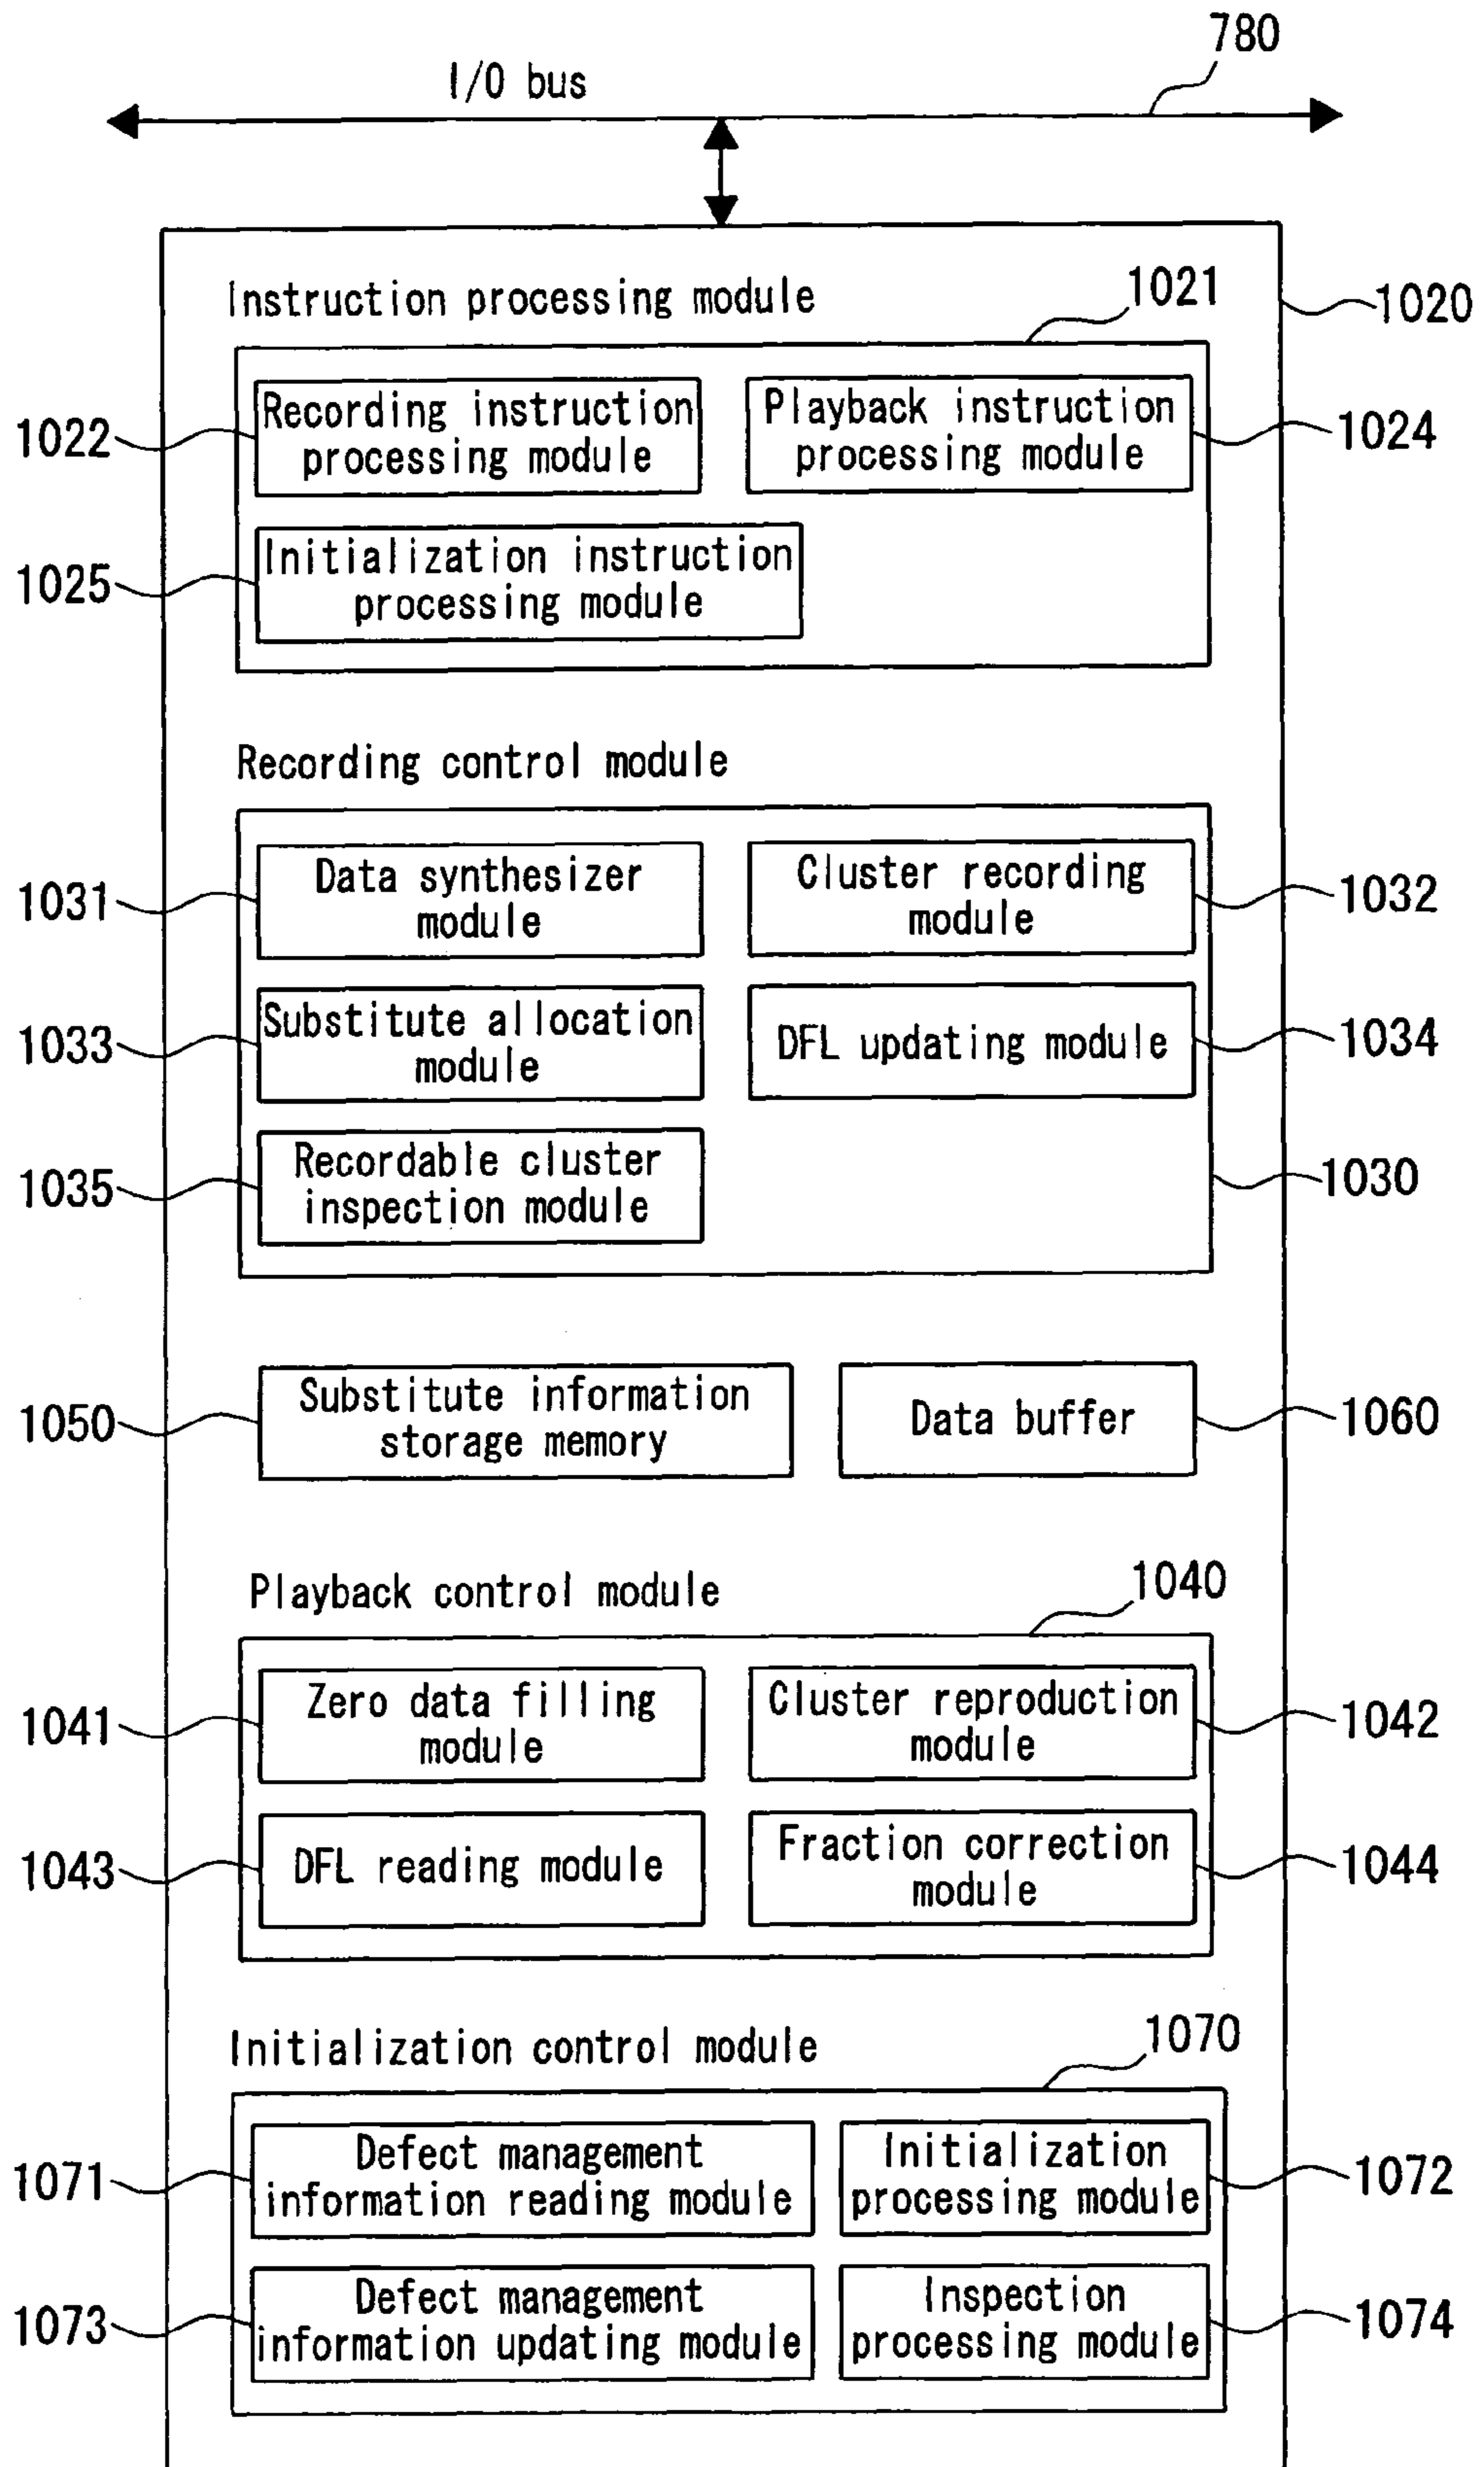 780
I/O bus
Instruction processing module
1021
1020
Recording instruction
processing module
1022
Playback instruction
processing module
1024
Initialization instruction
processing module
1025
Recording control module
Data synthesizer
module
1031
Cluster recording
module
1032
Substitute allocation
module
1033
DFL updating module
1034
Recordable cluster
inspection module
1035
1030
Substitute information
storage memory
1050
Data buffer
1060
Playback control module
1040
Zero data filling
module
1041
Cluster reproduction
module
1042
DFL reading module
1043
Fraction correction
module
1044
Initialization control module
1070
Defect management
information reading module
1071
Initialization
processing module
1072
Defect management
information updating module
1073
Inspection
processing module
1074